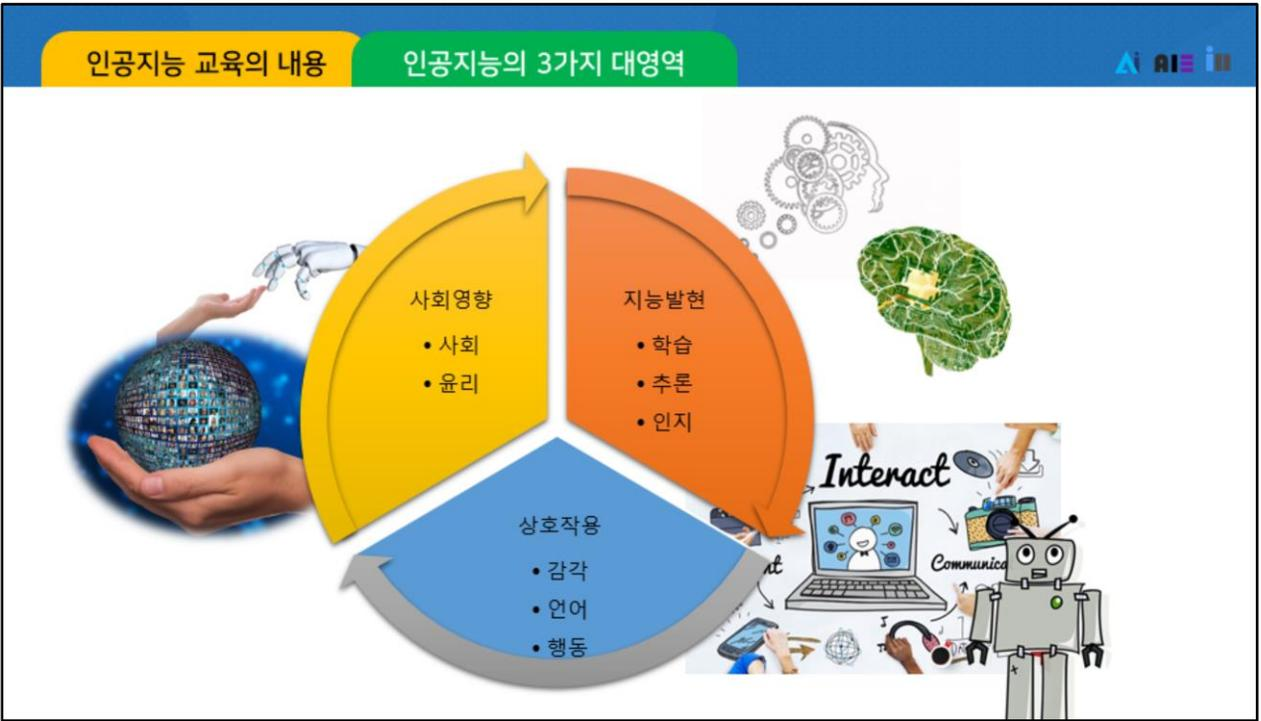 인공지능 교육의 내용
인공지능의 3가지 대영역
Ai AIE
사회영향
• 사회
• 윤리
지능발현
• 학습
• 추론
• 인지
상호작용
• 감각
• 언어
• 행동
Interact